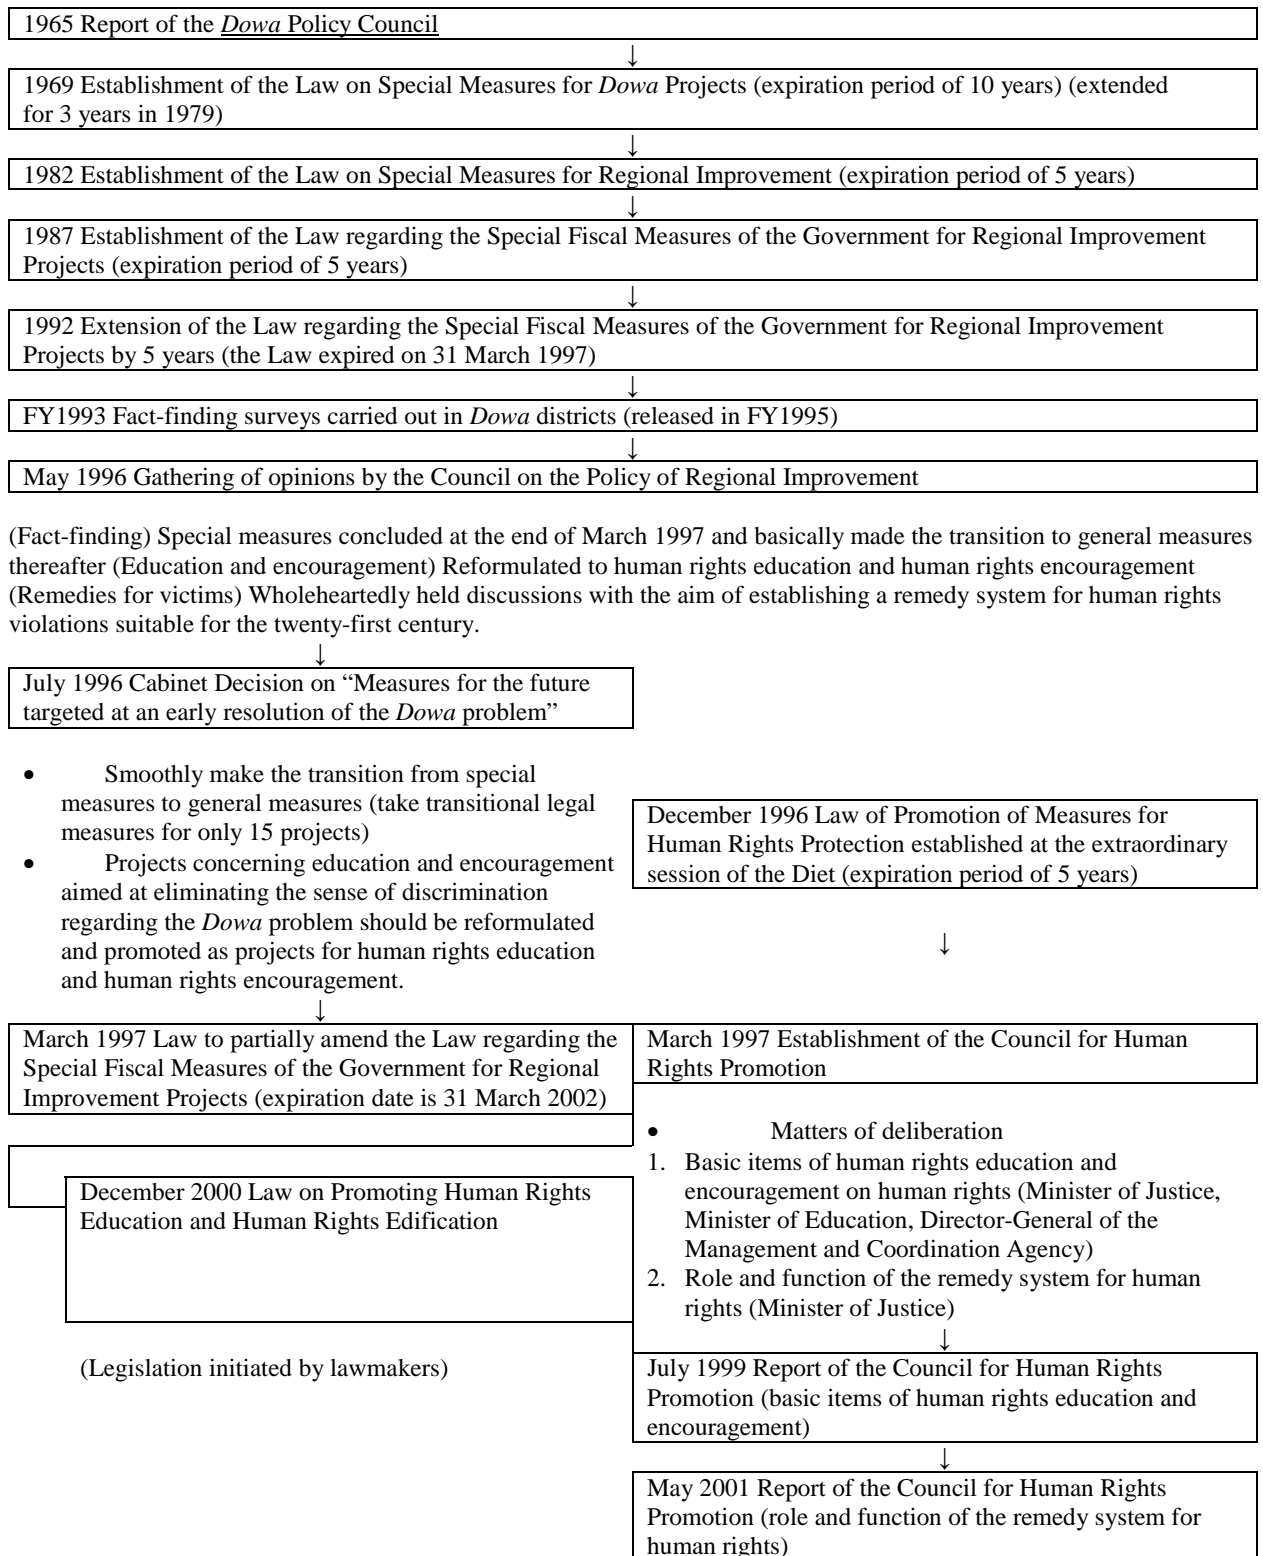 1965 Report of the Dowa Policy Council
↓
1969 Establishment of the Law on Special Measures for Dowa Projects (expiration period of 10 years) (extended
for 3 years in 1979)
↓
1982 Establishment of the Law on Special Measures for Regional Improvement (expiration period of 5 years)
↓
1987 Establishment of the Law regarding the Special Fiscal Measures of the Government for Regional Improvement
Projects (expiration period of 5 years)
↓
1992 Extension of the Law regarding the Special Fiscal Measures of the Government for Regional Improvement
Projects by 5 years (the Law expired on 31 March 1997)
↓
FY1993 Fact-finding surveys carried out in Dowa districts (released in FY1995)
↓
May 1996 Gathering of opinions by the Council on the Policy of Regional Improvement
(Fact-finding) Special measures concluded at the end of March 1997 and basically made the transition to general measures
thereafter (Education and encouragement) Reformulated to human rights education and human rights encouragement
(Remedies for victims) Wholeheartedly held discussions with the aim of establishing a remedy system for human rights
violations suitable for the twenty-first century.
↓
July 1996 Cabinet Decision on “Measures for the future
targeted at an early resolution of the Dowa problem”
• Smoothly make the transition from special
measures to general measures (take transitional legal
measures for only 15 projects)
• Projects concerning education and encouragement
aimed at eliminating the sense of discrimination
regarding the Dowa problem should be reformulated
and promoted as projects for human rights education
and human rights encouragement.
↓
December 1996 Law of Promotion of Measures for
Human Rights Protection established at the extraordinary
session of the Diet (expiration period of 5 years)
↓
March 1997 Law to partially amend the Law regarding the
Special Fiscal Measures of the Government for Regional
Improvement Projects (expiration date is 31 March 2002)
December 2000 Law on Promoting Human Rights
Education and Human Rights Edification
(Legislation initiated by lawmakers)
March 1997 Establishment of the Council for Human
Rights Promotion
• Matters of deliberation
1. Basic items of human rights education and
encouragement on human rights (Minister of Justice,
Minister of Education, Director-General of the
Management and Coordination Agency)
2. Role and function of the remedy system for human
rights (Minister of Justice)
↓
July 1999 Report of the Council for Human Rights
Promotion (basic items of human rights education and
encouragement)
↓
May 2001 Report of the Council for Human Rights
Promotion (role and function of the remedy system for
human rights)